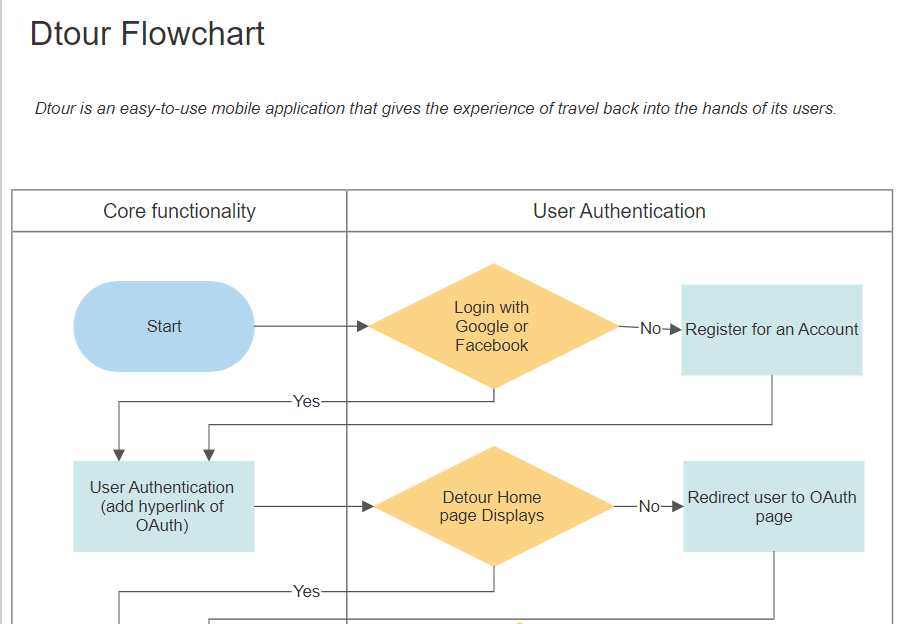 Dtour Flowchart
Dtour is an easy-to-use mobile application that gives the experience of travel back into the hands of its users.
Core functionality
User Authentication
Start
Login with
Google or
Facebook
No
Register for an Account
Yes
User Authentication
(add hyperlink of
OAuth)
Detour Home
page Displays
No
Redirect user to OAuth
page
Yes